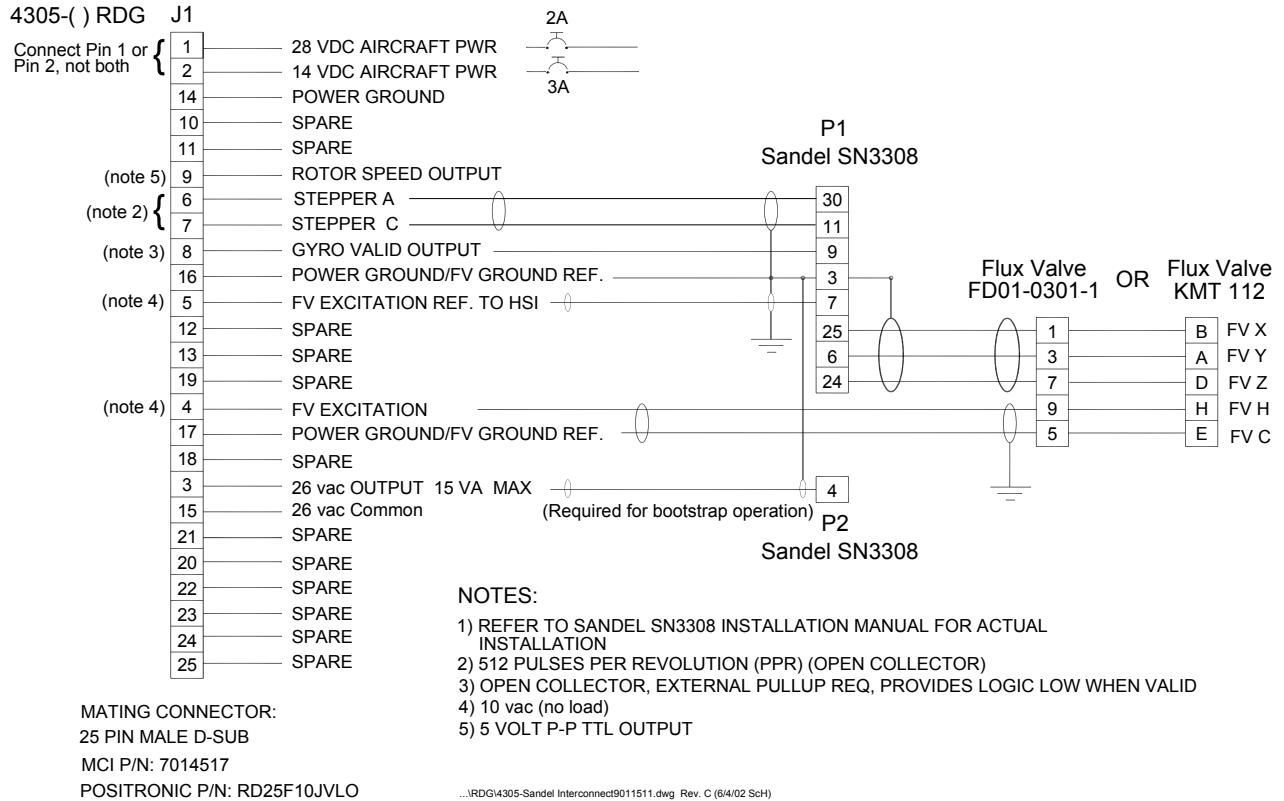 4305-( ) RDG J1
2A
3A
Connect Pin 1 or
Pin 2, not both {
1 28 VDC AIRCRAFT PWR
2 14 VDC AIRCRAFT PWR
14 POWER GROUND
10 SPARE
11 SPARE
(note 5) 9 ROTOR SPEED OUTPUT
(note 2) {
6 STEPPER A
7 STEPPER C
(note 3) 8 GYRO VALID OUTPUT
16 POWER GROUND/FV GROUND REF.
(note 4) 5 FV EXCITATION REF. TO HSI
12 SPARE
13 SPARE
19 SPARE
(note 4) 4 FV EXCITATION
17 POWER GROUND/FV GROUND REF.
18 SPARE
3 26 vac OUTPUT 15 VA MAX
15 26 vac Common
21 SPARE
20 SPARE
22 SPARE
23 SPARE
24 SPARE
25 SPARE
P1
Sandel SN3308
30
11
9
3
7
25
6
24
Flux Valve
FD01-0301-1
OR
Flux Valve
KMT 112
1 B FV X
3 A FV Y
7 D FV Z
9 H FV H
5 E FV C
4
(Required for bootstrap operation)
P2
Sandel SN3308
NOTES:
1) REFER TO SANDEL SN3308 INSTALLATION MANUAL FOR ACTUAL
INSTALLATION
2) 512 PULSES PER REVOLUTION (PPR) (OPEN COLLECTOR)
3) OPEN COLLECTOR, EXTERNAL PULLUP REQ, PROVIDES LOGIC LOW WHEN VALID
4) 10 vac (no load)
5) 5 VOLT P-P TTL OUTPUT
MATING CONNECTOR:
25 PIN MALE D-SUB
MCI P/N: 7014517
POSITRONIC P/N: RD25F10JVLO
...\RDG\4305-Sandel Interconnect9011511.dwg Rev. C (6/4/02 ScH)